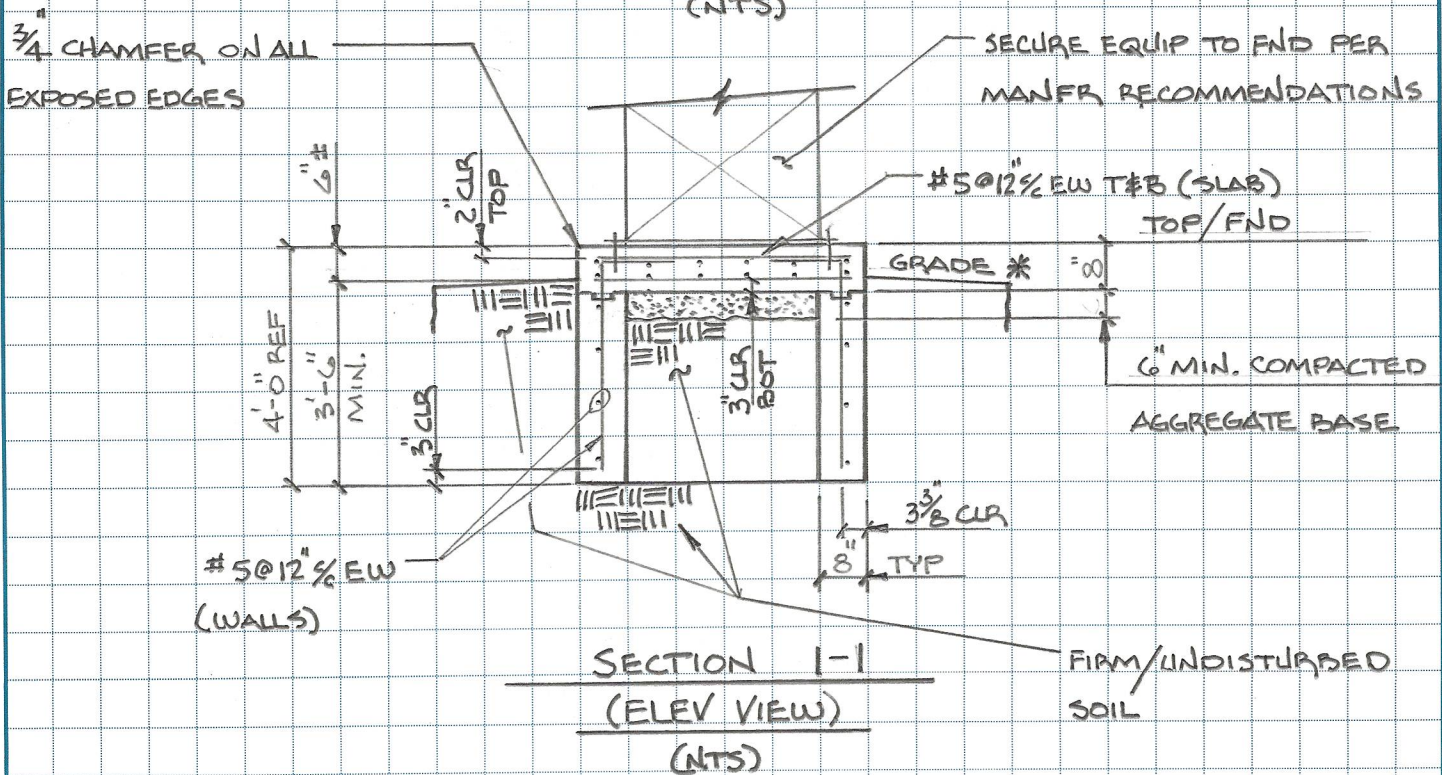 (NTS)
3/4" CHAMFER ON ALL
EXPOSED EDGES
SECURE EQUIP TO FND PER
MANFR RECOMMENDATIONS
6" ±
2" CLR
TOP
#5@12" c/c EW T&B (SLAB)
TOP/FND
GRADE *
8"
4'-0" REF
3'-6"
MIN.
3" CLR
3" CLR
BOT
6" MIN. COMPACTED
AGGREGATE BASE
3 3/8" CLR
8" TYP
#5@12" c/c EW
(WALLS)
FIRM/UNDISTURBED
SOIL
SECTION 1-1
(ELEV VIEW)
(NTS)